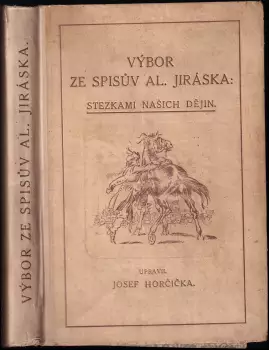 VÝBOR ZE SPISŮV AL. JIRÁSKA.
VÝBOR
ZE SPISŮV AL. JIRÁSKA:
STEZKAMI NAŠICH DĚJIN.
UPRAVIL
JOSEF HORČIČKA.